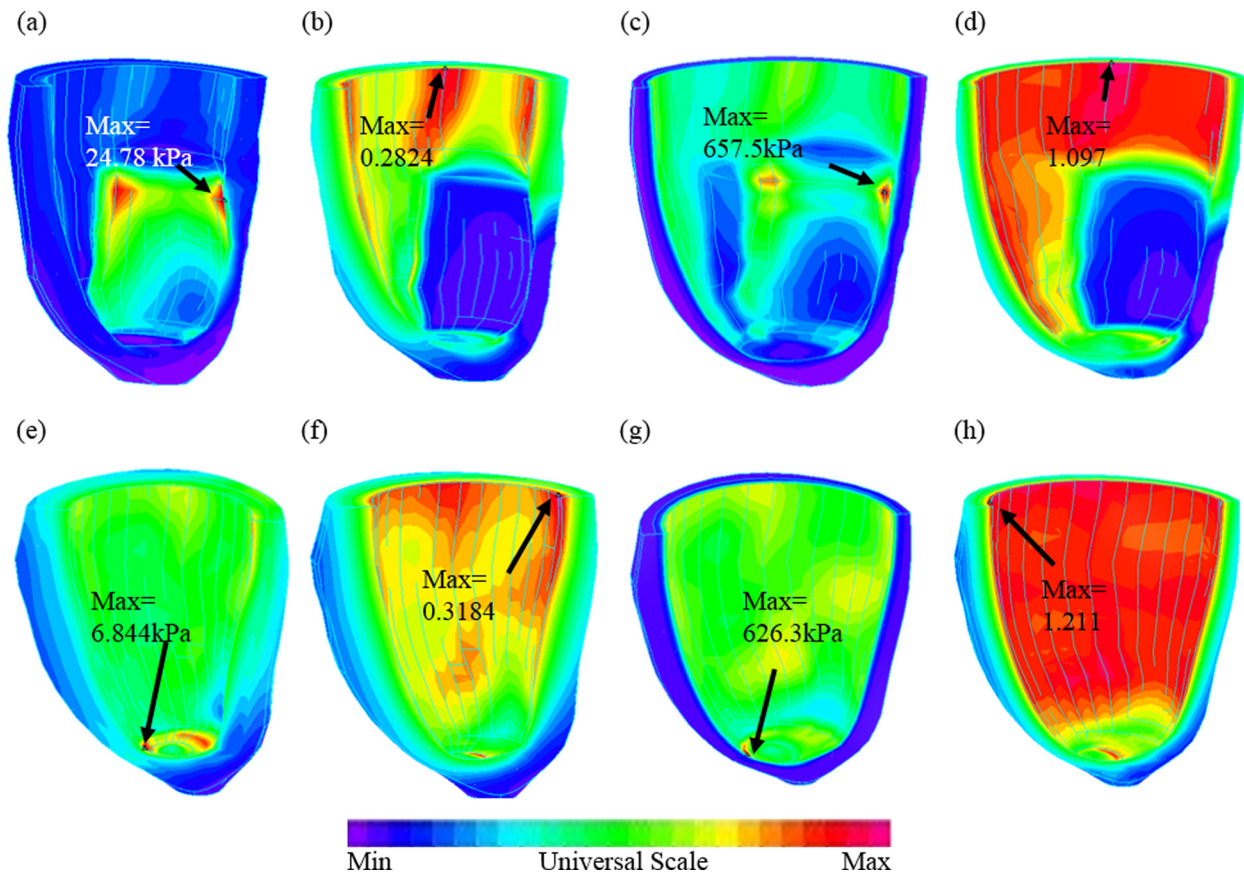 (a)
(b)
(c)
(d)
Max=
24.78 kPa
Max=
0.2824
Max=
657.5kPa
Max=
1.097
(e)
(f)
(g)
(h)
Max=
6.844kPa
Max=
0.3184
Max=
626.3kPa
Max=
1.211
Min Universal Scale Max